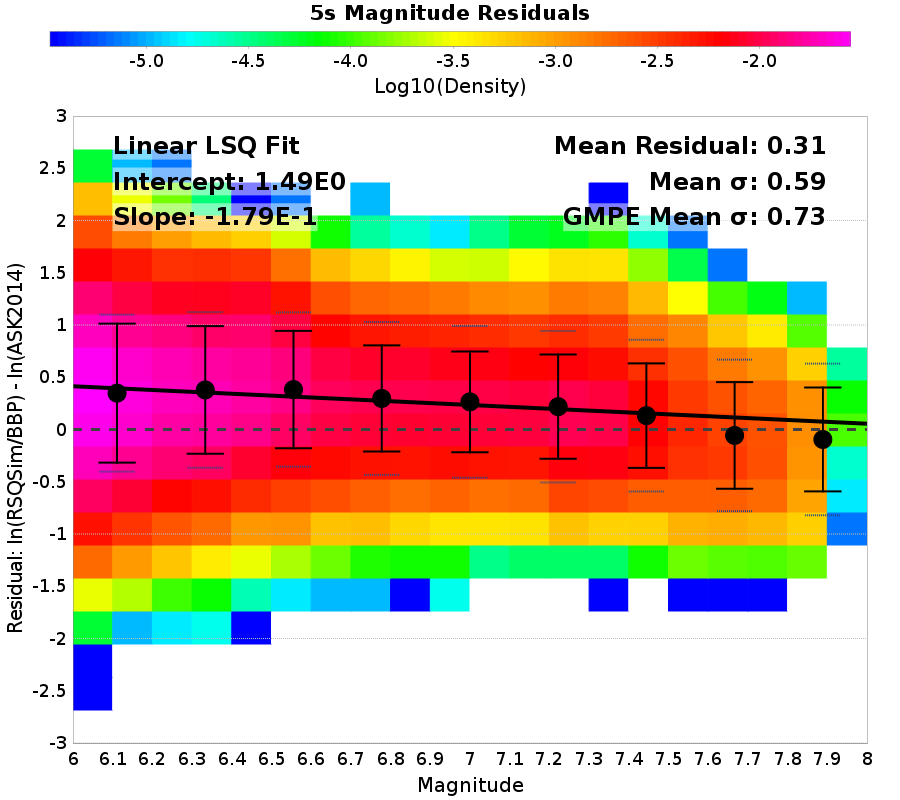 5s Magnitude Residuals
-5.0 -4.5 -4.0 -3.5 -3.0 -2.5 -2.0
Log10(Density)
Linear LSQ Fit
Intercept: 1.49E0
Slope: -1.79E-1
Mean Residual: 0.31
Mean σ: 0.59
GMPE Mean σ: 0.73
Residual: ln(RSQSim/BBP) - ln(ASK2014)
3
2.5
2
1.5
1
0.5
0
-0.5
-1
-1.5
-2
-2.5
-3
6 6.1 6.2 6.3 6.4 6.5 6.6 6.7 6.8 6.9 7 7.1 7.2 7.3 7.4 7.5 7.6 7.7 7.8 7.9 8
Magnitude